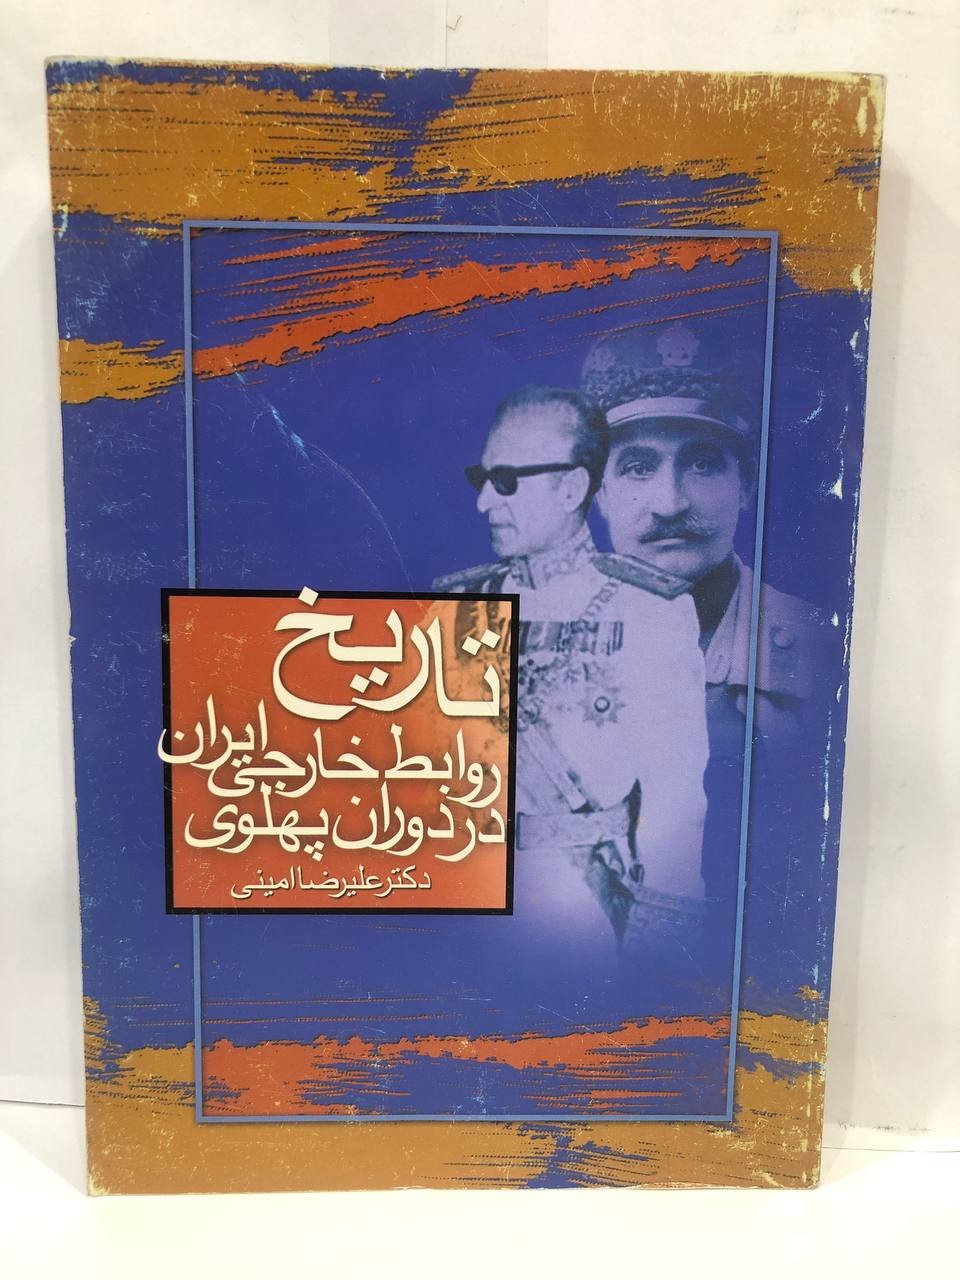 تاریخ
روابط خارجی ایران
در دوران پهلوی
دکتر علیرضا امینی